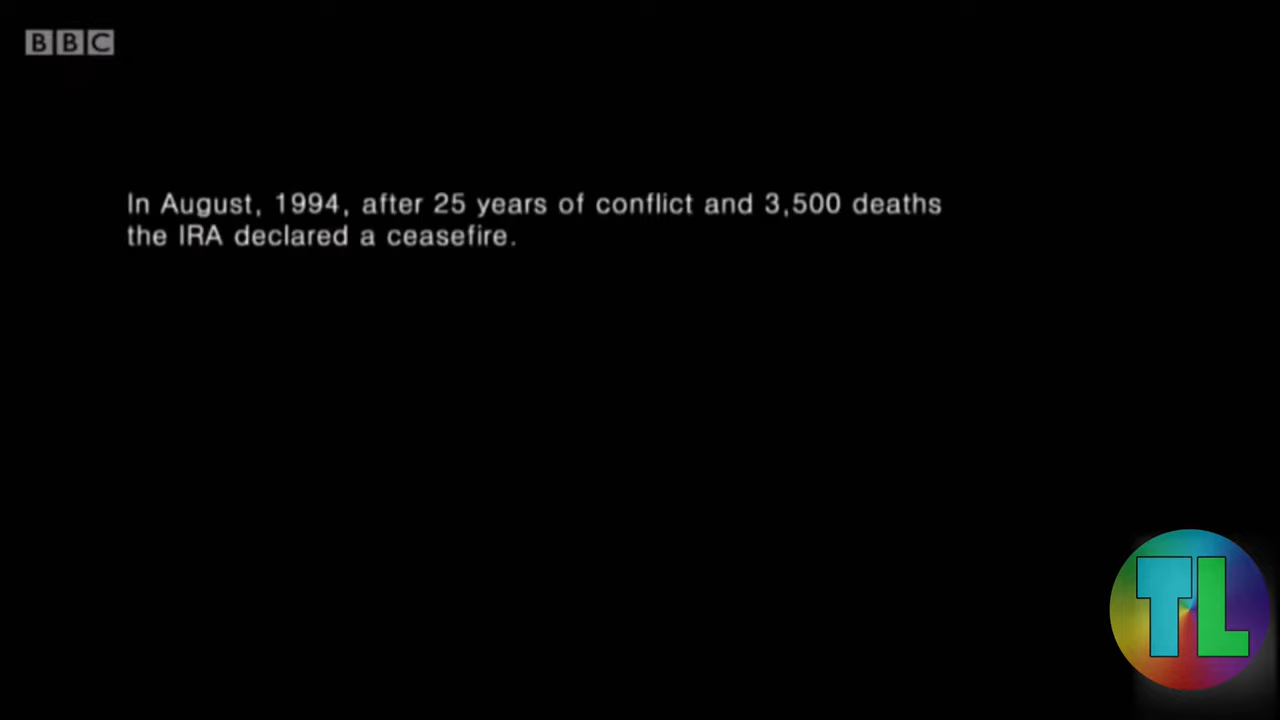 BBC
In August, 1994, after 25 years of conflict and 3,500 deaths
the IRA declared a ceasefire.
TL